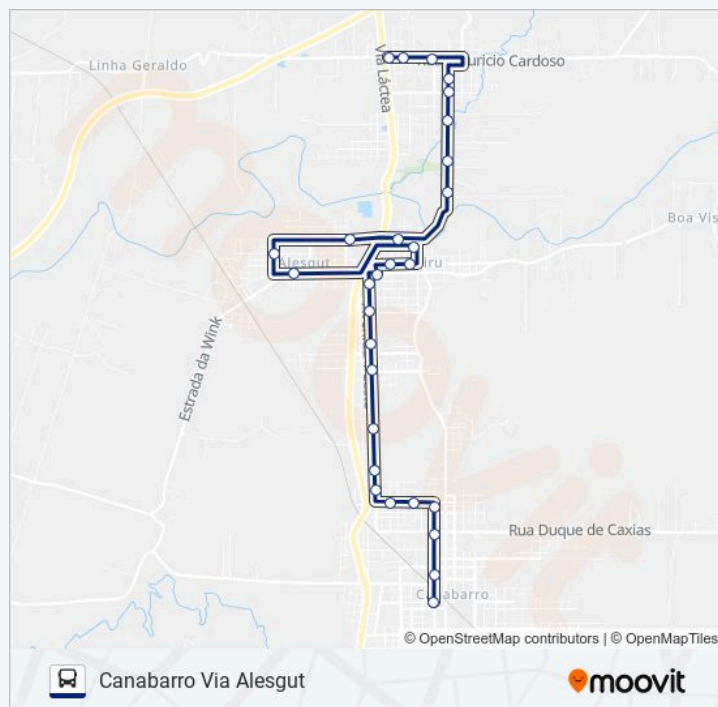 Linha Geraldo
Via Láctea
uricio Cardoso
Boa Vis
Alesgut
iru
Estrada da Wink
Rua Duque de Caxias
Canabarro
© OpenStreetMap contributors | © OpenMapTiles
Canabarro Via Alesgut
moovit